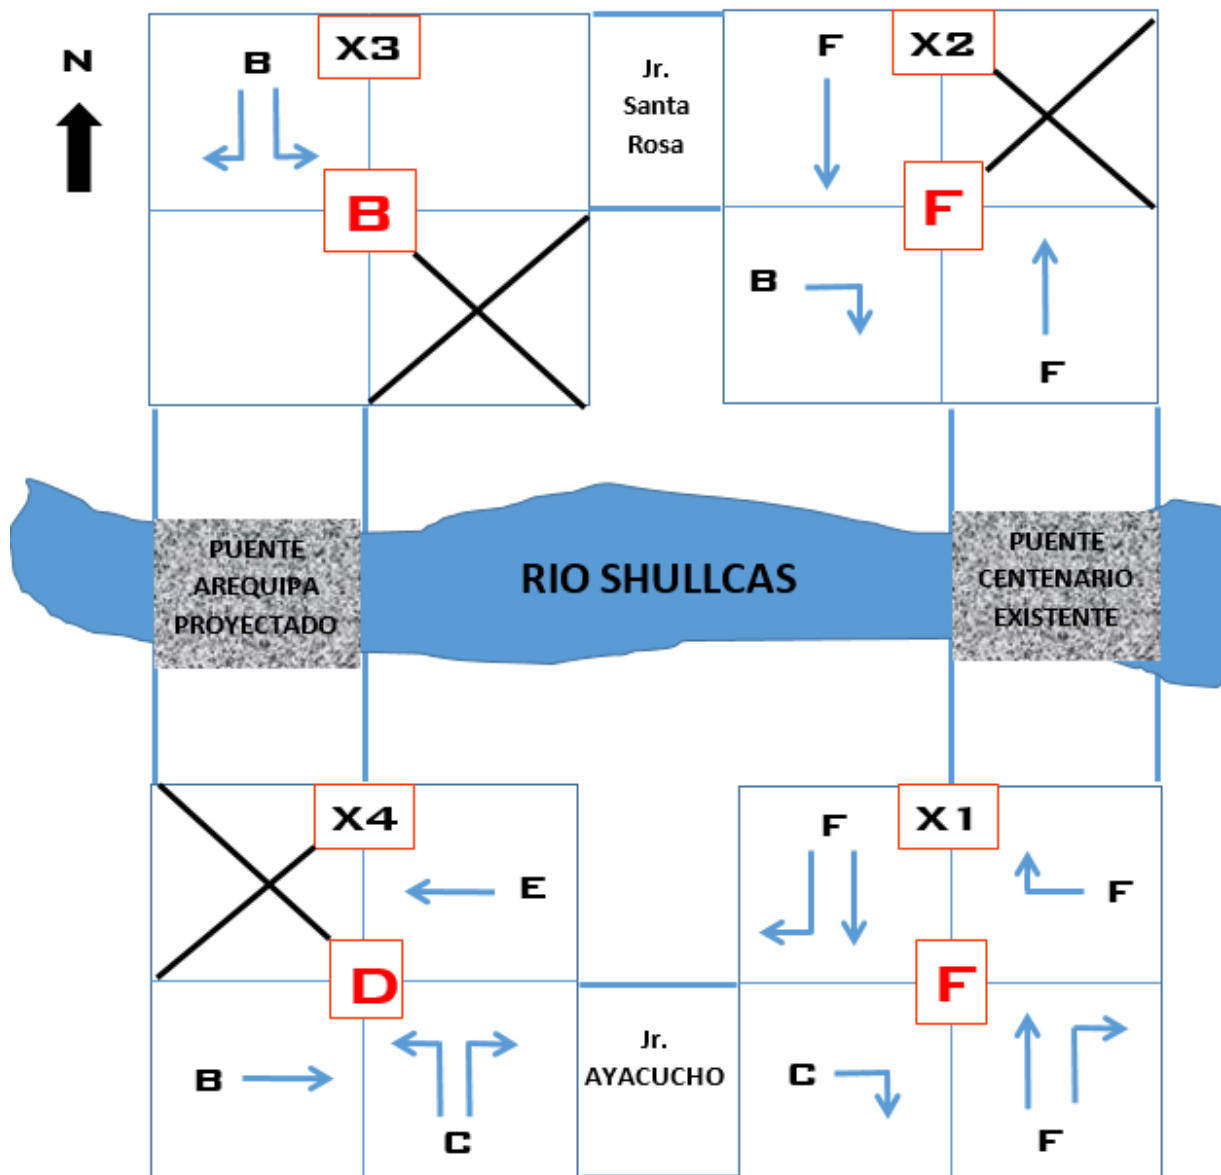 N
X3
B
B
Jr.
Santa
Rosa
X2
F
F
B
F
PUENTE
AREQUIPA
PROYECTADO
RIO SHULLCAS
PUENTE
CENTENARIO
EXISTENTE
X4
E
D
B
C
Jr.
AYACUCHO
X1
F
F
F
C
F